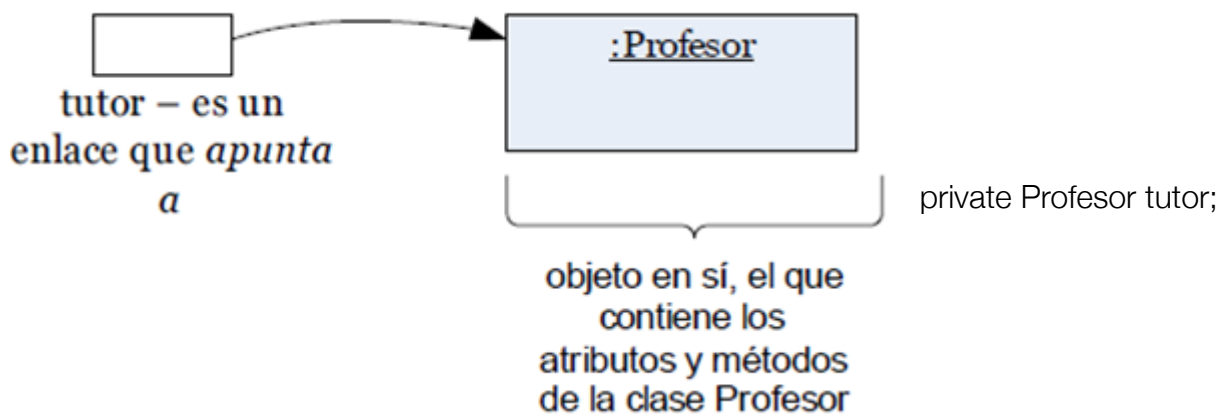 :Profesor
tutor – es un
enlace que apunta
a
private Profesor tutor;
objeto en sí, el que
contiene los
atributos y métodos
de la clase Profesor